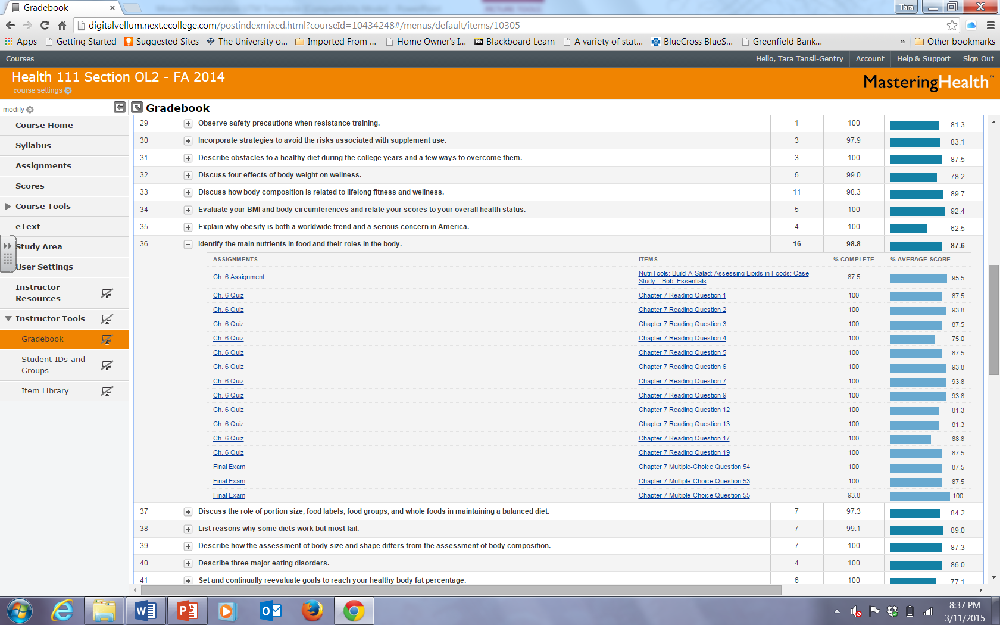 Gradebook
Tara
digitalvellum.next.ecollege.com/postindexmixed.html?courseId=10434248#/menus/default/items/10305
Apps Getting Started Suggested Sites The University o... Imported From ... Home Owner's I... Bb Blackboard Learn A variety of stat... BlueCross BlueS... Greenfield Bank... » Other bookmarks
Courses Hello, Tara Tansil-Gentry Account Help & Support Sign Out
Health 111 Section OL2 - FA 2014
course settings
MasteringHealth™
modify
Gradebook
Course Home
Syllabus
Assignments
Scores
Course Tools
eText
Study Area
User Settings
Instructor
Resources
Instructor Tools
Gradebook
Student IDs and
Groups
Item Library
29 Observe safety precautions when resistance training. 1 100 81.3
30 Incorporate strategies to avoid the risks associated with supplement use. 3 97.9 83.1
31 Describe obstacles to a healthy diet during the college years and a few ways to overcome them. 3 100 87.5
32 Discuss four effects of body weight on wellness. 6 99.0 78.2
33 Discuss how body composition is related to lifelong fitness and wellness. 11 98.3 89.7
34 Evaluate your BMI and body circumferences and relate your scores to your overall health status. 5 100 92.4
35 Explain why obesity is both a worldwide trend and a serious concern in America. 4 100 62.5
36 Identify the main nutrients in food and their roles in the body. 16 98.8 87.6
ASSIGNMENTS ITEMS % COMPLETE % AVERAGE SCORE
Ch. 6 Assignment NutriTools: Build-A-Salad: Assessing Lipids in Foods: Case
Study—Bob: Essentials 87.5 95.5
Ch. 6 Quiz Chapter 7 Reading Question 1 100 87.5
Ch. 6 Quiz Chapter 7 Reading Question 2 100 93.8
Ch. 6 Quiz Chapter 7 Reading Question 3 100 87.5
Ch. 6 Quiz Chapter 7 Reading Question 4 100 75.0
Ch. 6 Quiz Chapter 7 Reading Question 5 100 87.5
Ch. 6 Quiz Chapter 7 Reading Question 6 100 93.8
Ch. 6 Quiz Chapter 7 Reading Question 7 100 93.8
Ch. 6 Quiz Chapter 7 Reading Question 9 100 93.8
Ch. 6 Quiz Chapter 7 Reading Question 12 100 81.3
Ch. 6 Quiz Chapter 7 Reading Question 13 100 81.3
Ch. 6 Quiz Chapter 7 Reading Question 17 100 68.8
Ch. 6 Quiz Chapter 7 Reading Question 19 100 87.5
Final Exam Chapter 7 Multiple-Choice Question 54 100 87.5
Final Exam Chapter 7 Multiple-Choice Question 53 100 87.5
Final Exam Chapter 7 Multiple-Choice Question 55 93.8 100
37 Discuss the role of portion size, food labels, food groups, and whole foods in maintaining a balanced diet. 7 97.3 84.2
38 List reasons why some diets work but most fail. 7 99.1 89.0
39 Describe how the assessment of body size and shape differs from the assessment of body composition. 7 100 87.3
40 Describe three major eating disorders. 4 100 86.0
41 Set and continually reevaluate goals to reach your healthy body fat percentage. 6 100 77.1
8:37 PM
3/11/2015